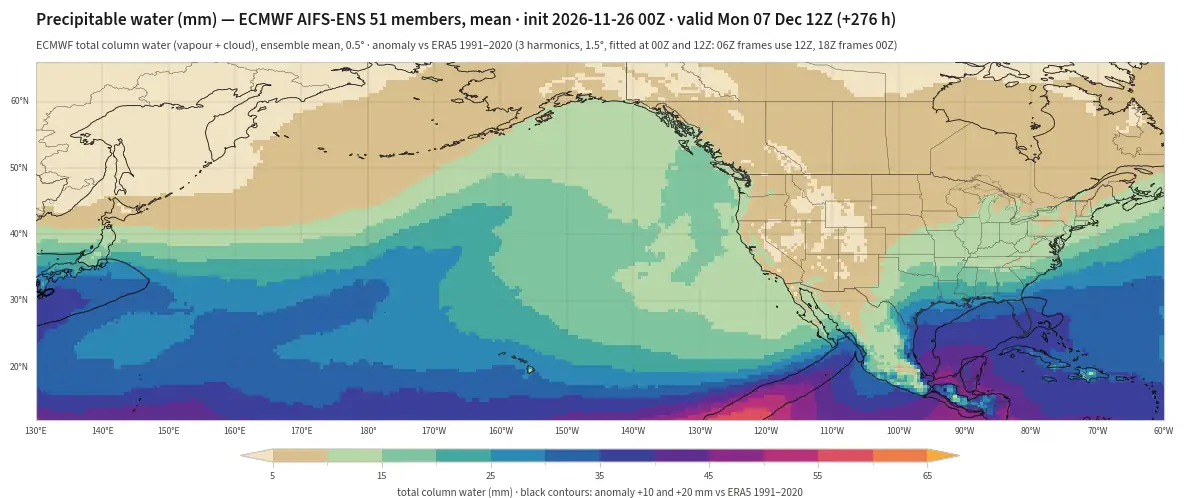 Precipitable water (mm) — ECMWF AIFS-ENS 51 members, mean · init 2026-11-26 00Z · valid Mon 07 Dec 12Z (+276 h)
ECMWF total column water (vapour + cloud), ensemble mean, 0.5° · anomaly vs ERA5 1991–2020 (3 harmonics, 1.5°, fitted at 00Z and 12Z: 06Z frames use 12Z, 18Z frames 00Z)
60°N
50°N
40°N
30°N
20°N
130°E 140°E 150°E 160°E 170°E 180° 170°W 160°W 150°W 140°W 130°W 120°W 110°W 100°W 90°W 80°W 70°W 60°W
5 15 25 35 45 55 65
total column water (mm) · black contours: anomaly +10 and +20 mm vs ERA5 1991–2020